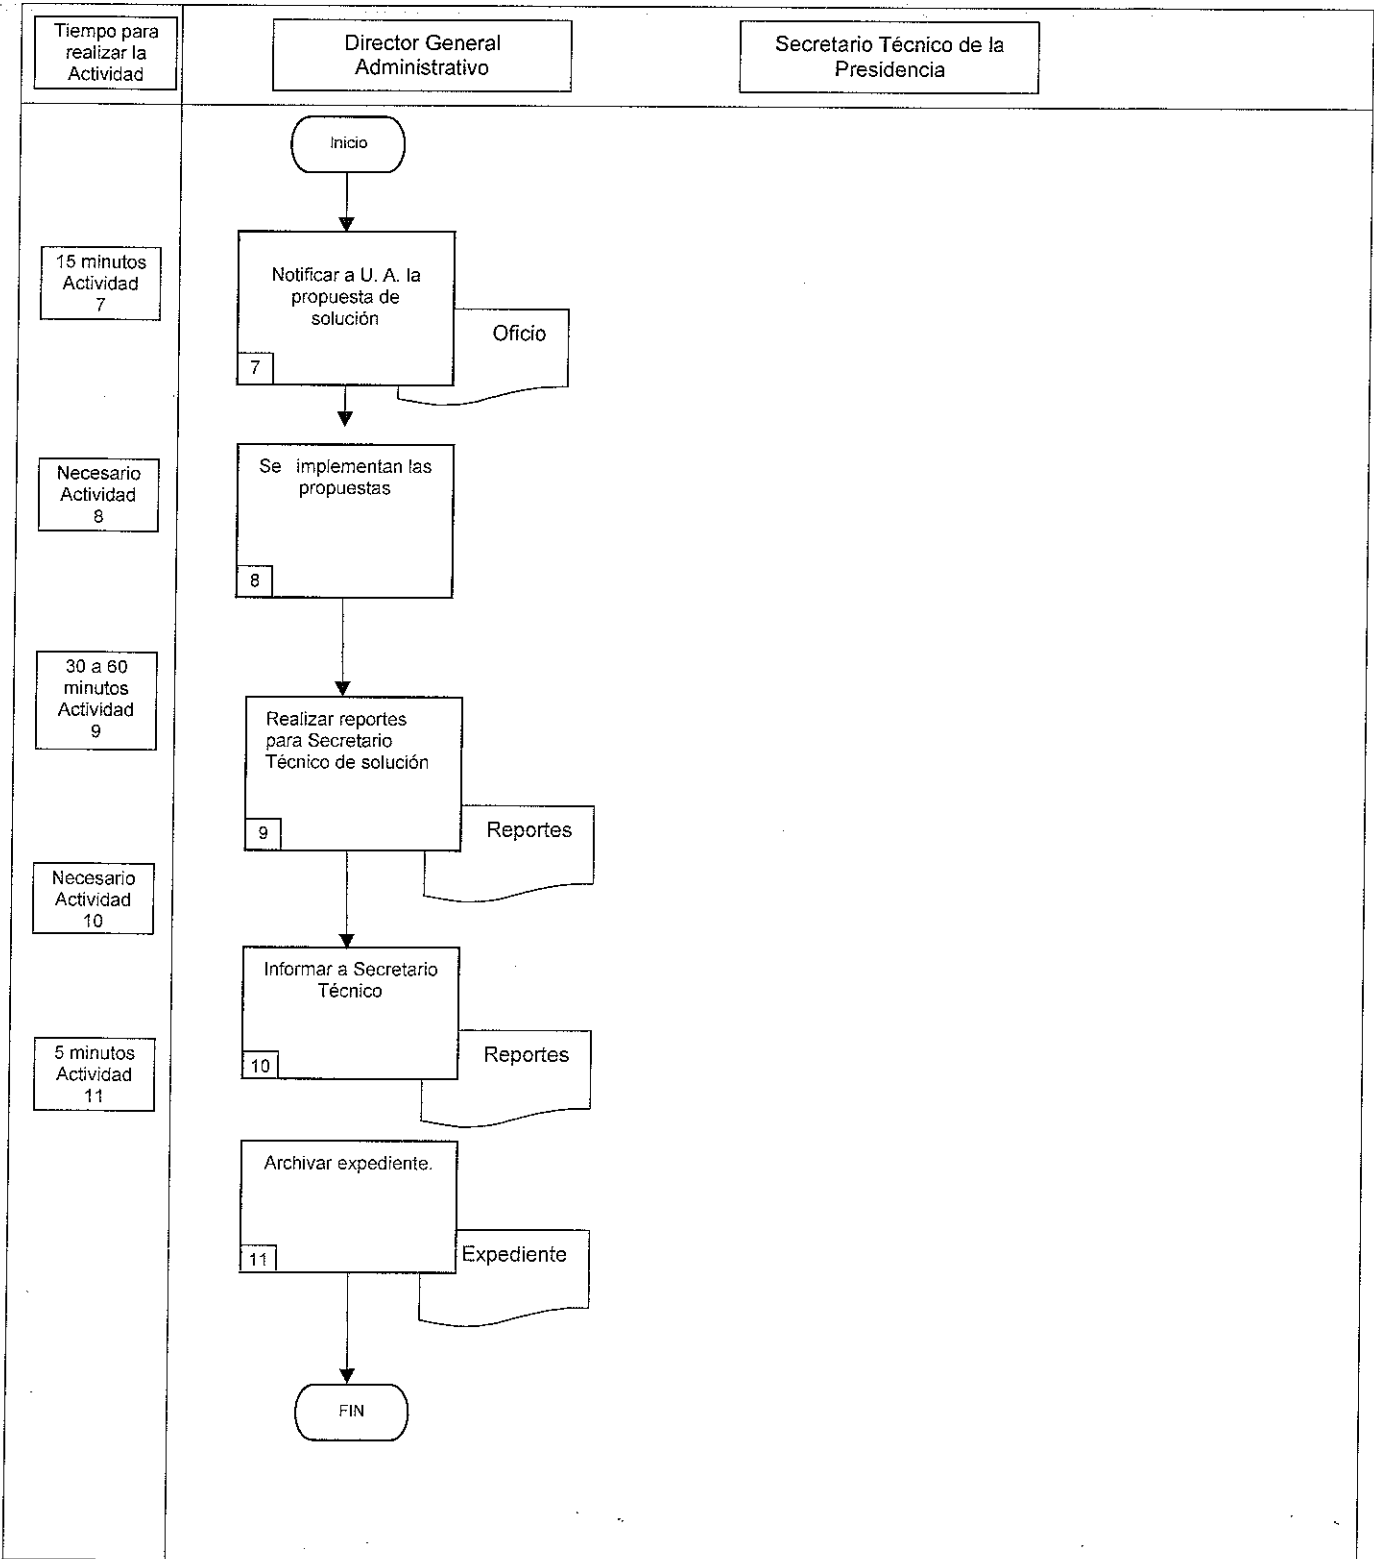 Tiempo para
realizar la
Actividad
Director General
Administrativo
Secretario Técnico de la
Presidencia
Inicio
15 minutos
Actividad
7
Notificar a U. A. la
propuesta de
solución
7
Oficio
Necesario
Actividad
8
Se implementan las
propuestas
8
30 a 60
minutos
Actividad
9
Realizar reportes
para Secretario
Técnico de solución
9
Reportes
Necesario
Actividad
10
Informar a Secretario
Técnico
10
Reportes
5 minutos
Actividad
11
Archivar expediente.
11
Expediente
FIN